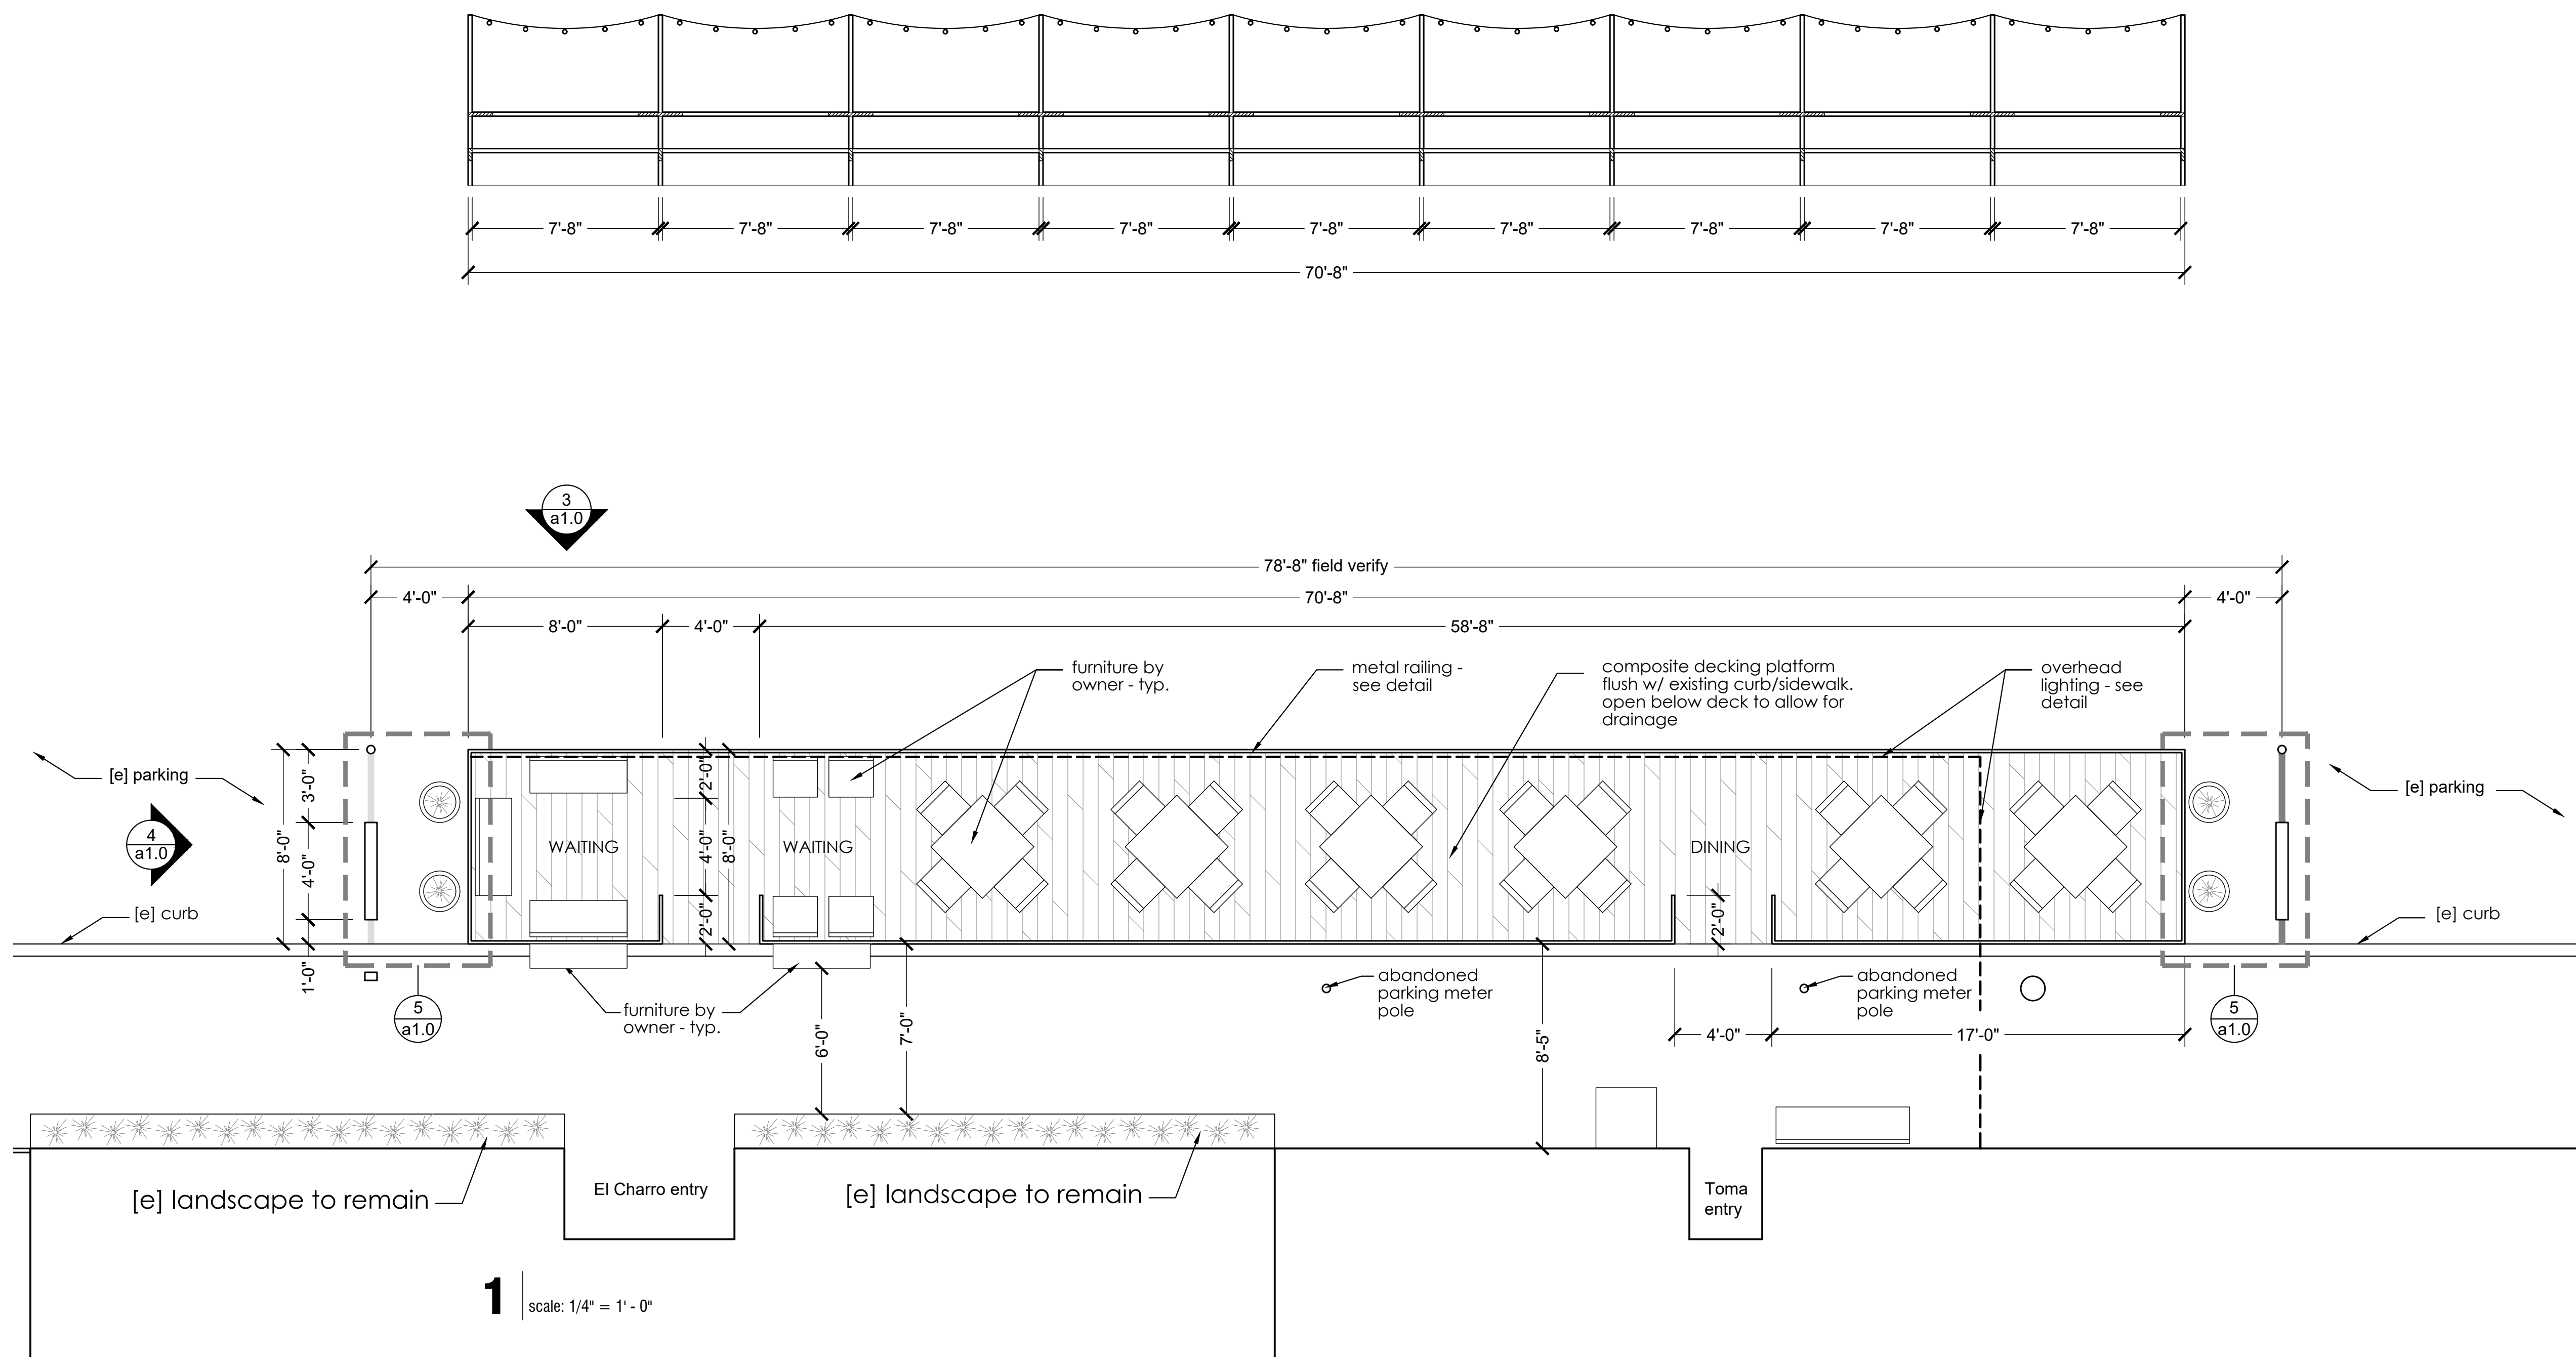 7'-8" 7'-8" 7'-8" 7'-8" 7'-8" 7'-8" 7'-8" 7'-8" 7'-8"
70'-8"
3
a1.0
78'-8" field verify
4'-0" 70'-8" 4'-0"
8'-0" 4'-0" 58'-8"
furniture by
owner - typ.
metal railing -
see detail
composite decking platform
flush w/ existing curb/sidewalk.
open below deck to allow for
drainage
overhead
lighting - see
detail
[e] parking
4
a1.0
[e] curb
8'-0"
3'-0"
4'-0"
1'-0"
WAITING
2'-0"
4'-0"
2'-0"
8'-0"
WAITING
DINING
2'-0"
[e] parking
[e] curb
5
a1.0
furniture by
owner - typ.
6'-0"
7'-0"
abandoned
parking meter
pole
8'-5"
abandoned
parking meter
pole
4'-0" 17'-0"
5
a1.0
[e] landscape to remain
El Charro entry
[e] landscape to remain
Toma
entry
1
scale: 1/4" = 1' - 0"